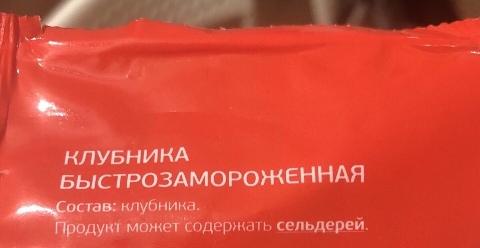 КЛУБНИКА
БЫСТРОЗАМОРОЖЕННАЯ
Состав: клубника.
Продукт может содержать сельдерей.